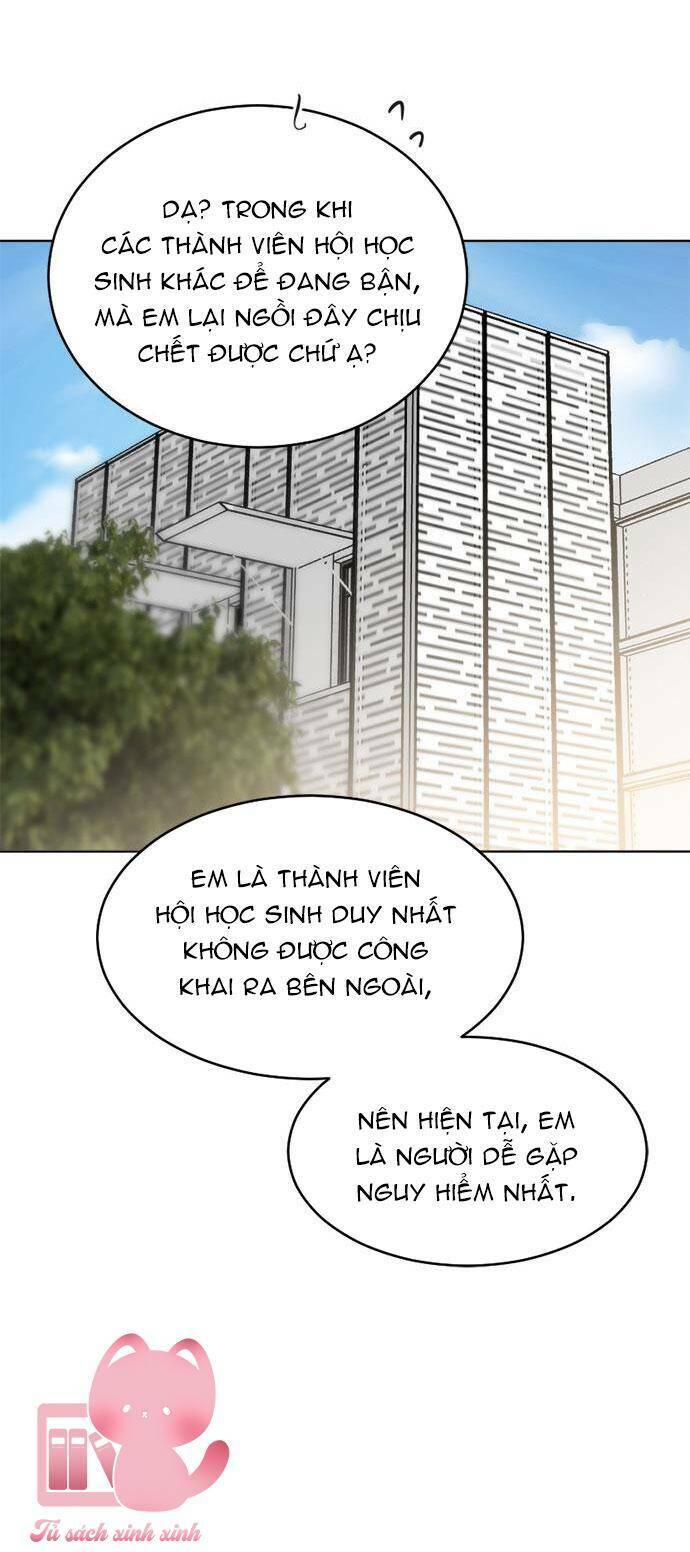 DẠ? TRONG KHI
CÁC THÀNH VIÊN HỘI HỌC
SINH KHÁC ĐỂ ĐANG BẬN,
MÀ EM LẠI NGỒI ĐÂY CHỊU
CHẾT ĐƯỢC CHỨ Ạ?
EM LÀ THÀNH VIÊN
HỘI HỌC SINH DUY NHẤT
KHÔNG ĐƯỢC CÔNG
KHAI RA BÊN NGOÀI,
NÊN HIỆN TẠI, EM
LÀ NGƯỜI DỄ GẶP
NGUY HIỂM NHẤT.
Tủ sách xinh xinh